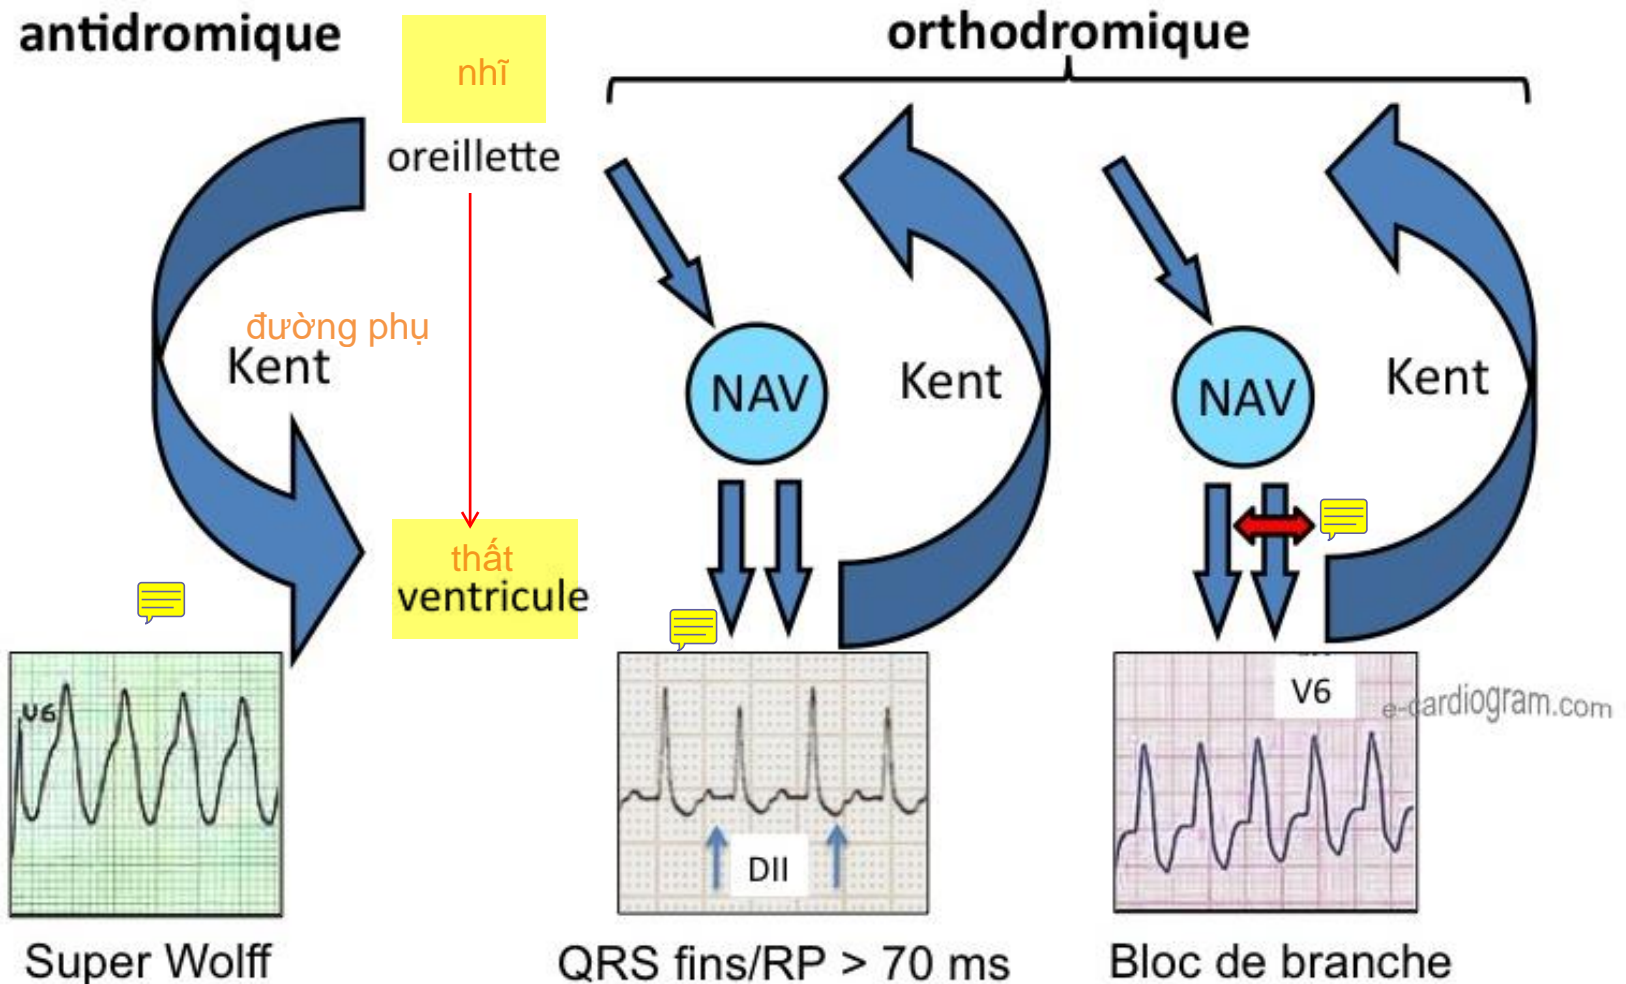 antidromique
nhĩ
oreillette
đường phụ
Kent
thất
ventricule
V6
Super Wolff
orthodromique
NAV
Kent
DII
QRS fins/RP > 70 ms
NAV
Kent
V6
e-cardiogram.com
Bloc de branche